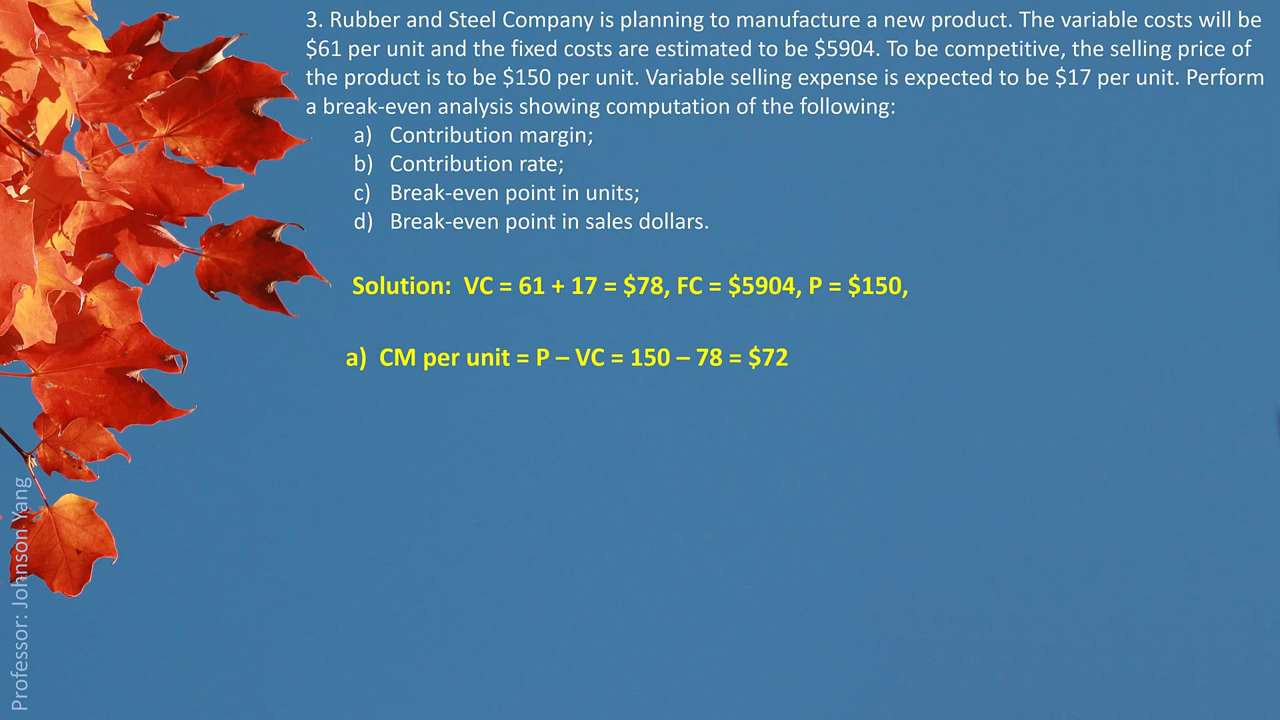 3. Rubber and Steel Company is planning to manufacture a new product. The variable costs will be
$61 per unit and the fixed costs are estimated to be $5904. To be competitive, the selling price of
the product is to be $150 per unit. Variable selling expense is expected to be $17 per unit. Perform
a break-even analysis showing computation of the following:
a) Contribution margin;
b) Contribution rate;
c) Break-even point in units;
d) Break-even point in sales dollars.
Solution: VC = 61 + 17 = $78, FC = $5904, P = $150,
a) CM per unit = P – VC = 150 – 78 = $72
Professor: Johnson Yang